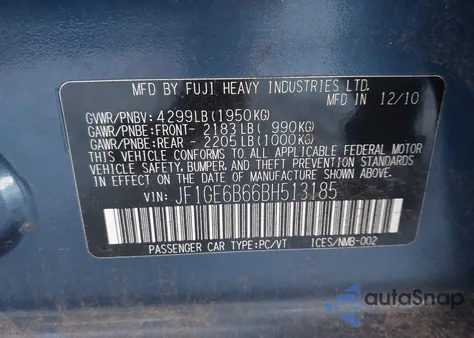 MFD BY FUJI HEAVY INDUSTRIES LTD.
MFD IN 12/10
GVWR/PNBV: 4299LB(1950KG)
GAWR/PNBE:FRONT- 2183LB( 990KG)
GAWR/PNBE:REAR - 2205LB(1000KG)
THIS VEHICLE CONFORMS TO ALL APPLICABLE FEDERAL MOTOR
VEHICLE SAFETY, BUMPER, AND THEFT PREVENTION STANDARDS
IN EFFECT ON THE DATE OF MANUFACTURE SHOWN ABOVE.
VIN: JF1GE6B66BH513185
PASSENGER CAR TYPE:PC/VT ICES/NMB-002
autoSnap